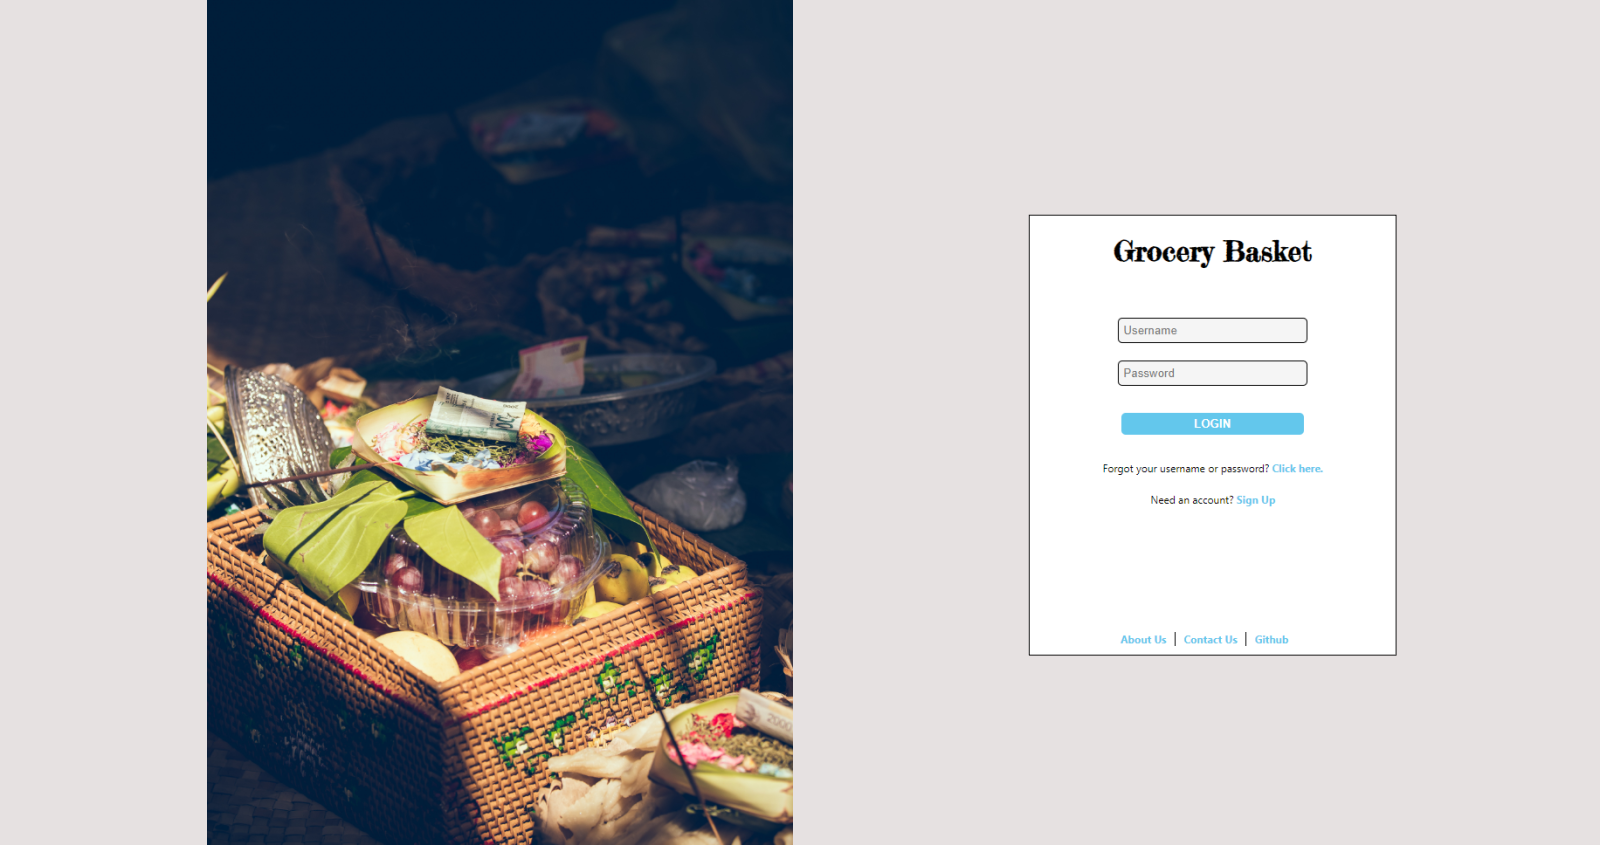 Grocery Basket
Username
Password
LOGIN
Forgot your username or password? Click here.
Need an account? Sign Up
About Us | Contact Us | Github